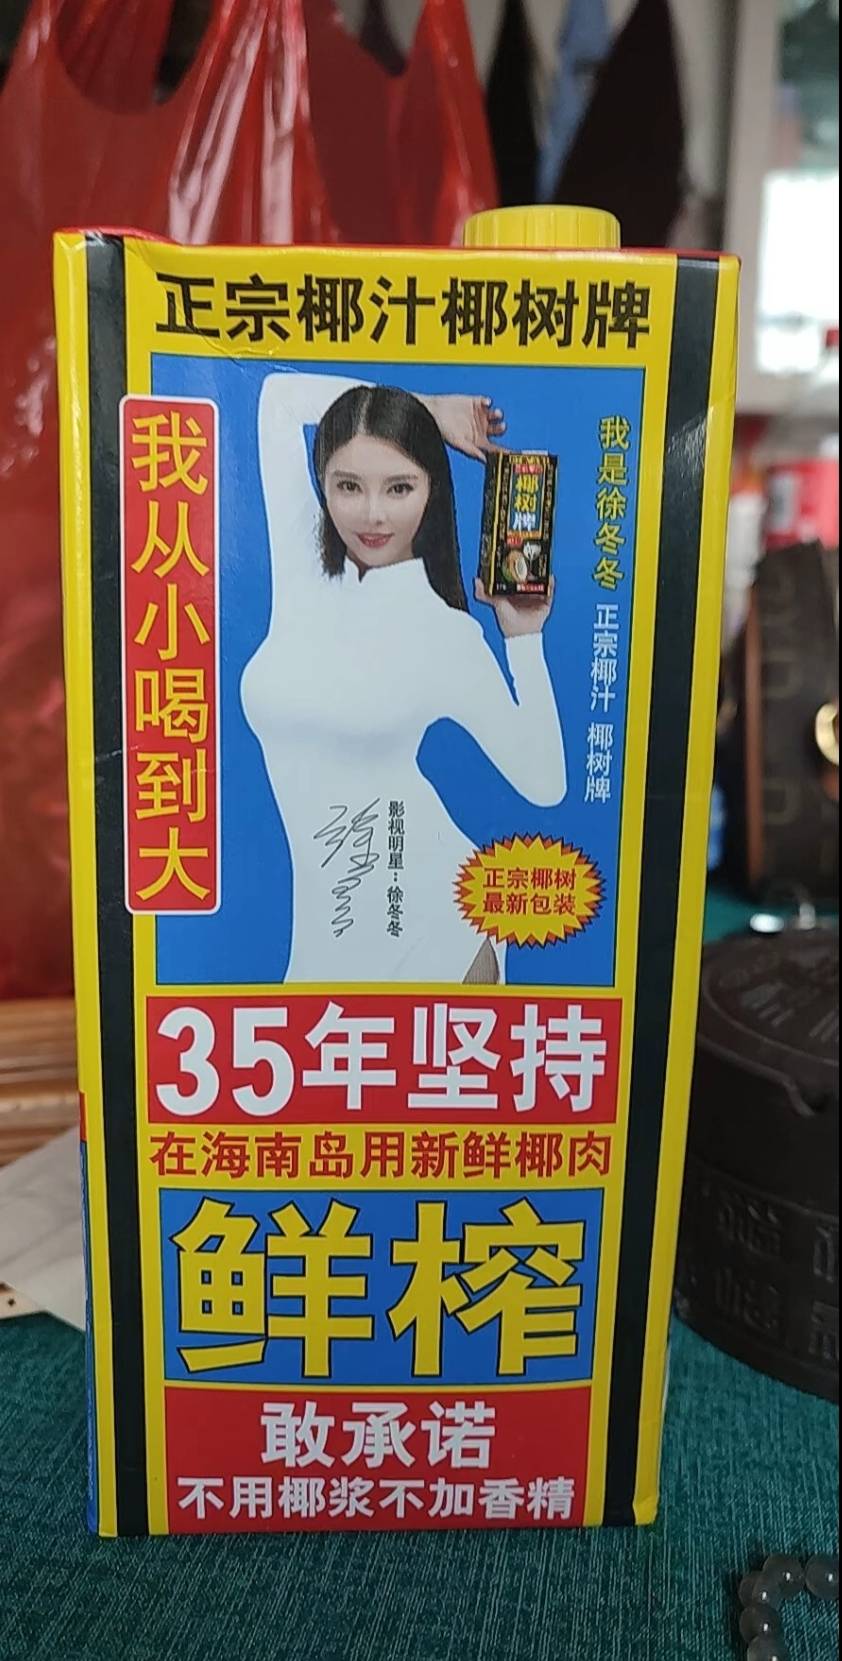 正宗椰汁椰树牌
我从小喝到大
椰树牌
我是徐冬冬
正宗椰汁 椰树牌
影视明星：徐冬冬
正宗椰树
最新包装
35年坚持
在海南岛用新鲜椰肉
鲜榨
敢承诺
不用椰浆不加香精